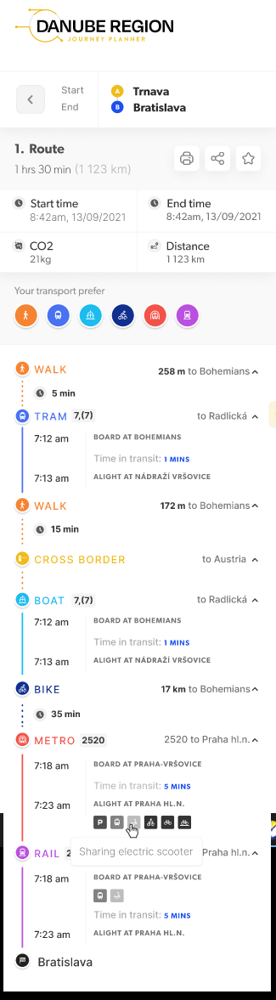 DANUBE REGION
JOURNEY PLANNER
Start
End
A Trnava
B Bratislava
1. Route
1 hrs 30 min (1 123 km)
Start time
8:42am, 13/09/2021
End time
8:42am, 13/09/2021
CO2
21kg
Distance
1 123 km
Your transport prefer
WALK 258 m to Bohemians
5 min
TRAM 7,(7) to Radlická
7:12 am BOARD AT BOHEMIANS
Time in transit: 1 MINS
7:13 am ALIGHT AT NÁDRAŽÍ VRŠOVICE
WALK 172 m to Bohemians
15 min
CROSS BORDER to Austria
BOAT 7,(7) to Radlická
7:12 am BOARD AT BOHEMIANS
Time in transit: 1 MINS
7:13 am ALIGHT AT NÁDRAŽÍ VRŠOVICE
BIKE 17 km to Bohemians
35 min
METRO 2520 2520 to Praha hl.n.
7:18 am BOARD AT PRAHA-VRŠOVICE
Time in transit: 5 MINS
7:23 am ALIGHT AT PRAHA HL.N.
P
Sharing electric scooter
RAIL 2 Praha hl.n.
7:18 am BOARD AT PRAHA-VRŠOVICE
Time in transit: 5 MINS
7:23 am ALIGHT AT PRAHA HL.N.
Bratislava